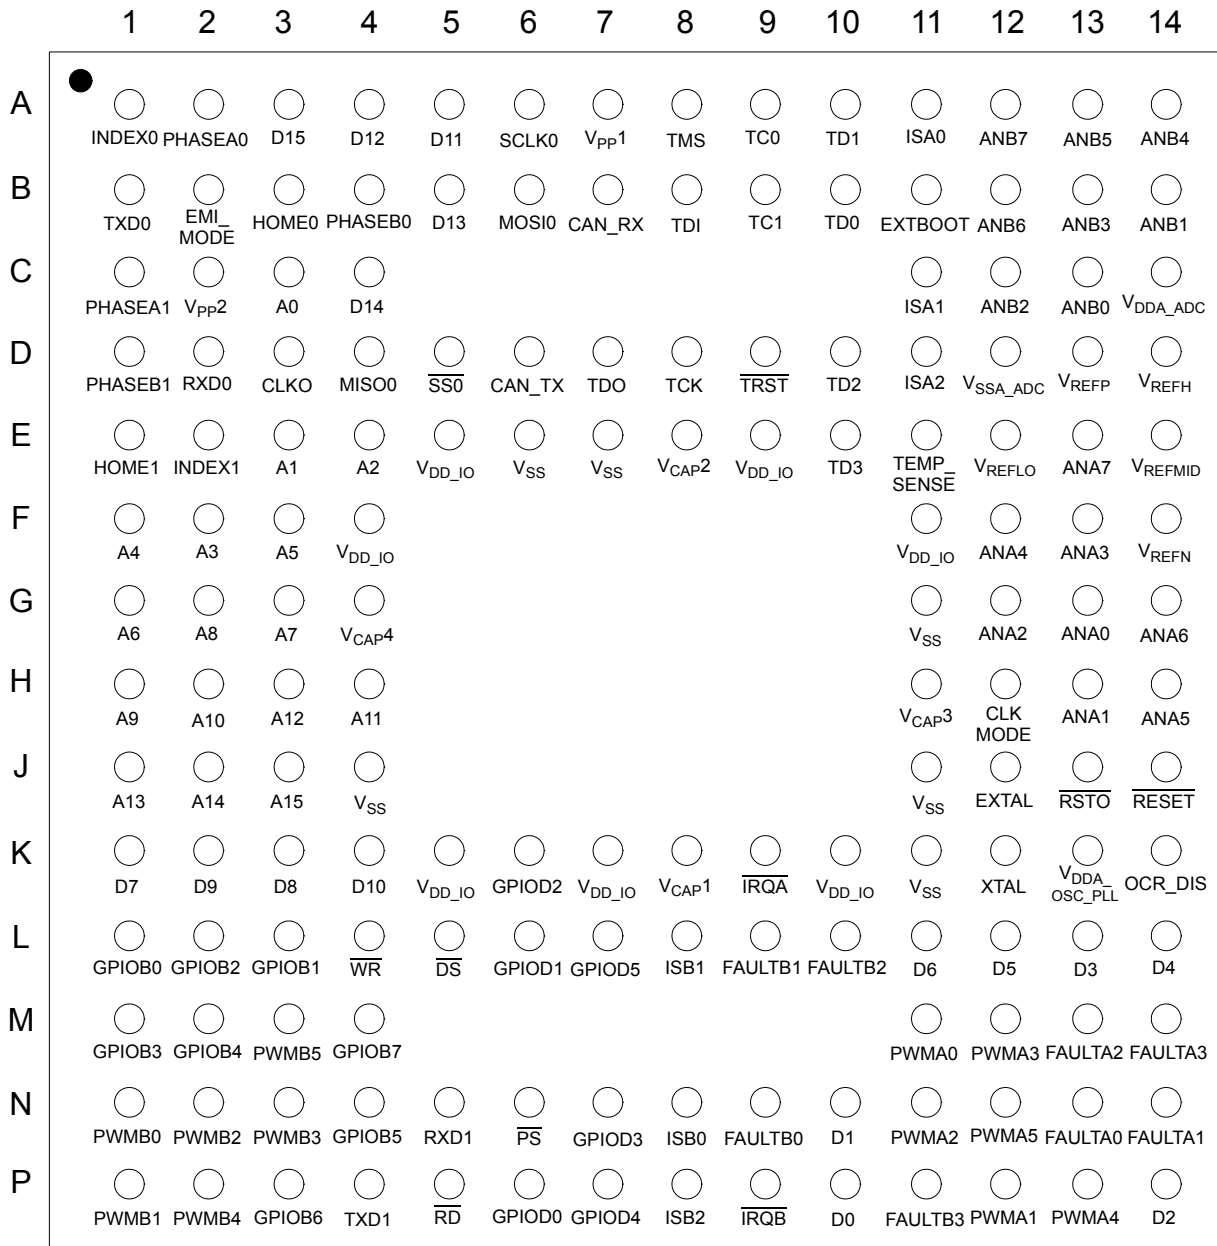 1 2 3 4 5 6 7 8 9 10 11 12 13 14
A
INDEX0 PHASEA0 D15 D12 D11 SCLK0 VPP1 TMS TC0 TD1 ISA0 ANB7 ANB5 ANB4
B
TXD0 EMI_ MODE HOME0 PHASEB0 D13 MOSI0 CAN_RX TDI TC1 TD0 EXTBOOT ANB6 ANB3 ANB1
C
PHASEA1 VPP2 A0 D14 ISA1 ANB2 ANB0 VDDA_ADC
D
PHASEB1 RXD0 CLKO MISO0 SS0 CAN_TX TDO TCK TRST TD2 ISA2 VSSA_ADC VREFP VREFH
E
HOME1 INDEX1 A1 A2 VDD_IO VSS VSS VCAP2 VDD_IO TD3 TEMP_ SENSE VREFLO ANA7 VREFMID
F
A4 A3 A5 VDD_IO VDD_IO ANA4 ANA3 VREFN
G
A6 A8 A7 VCAP4 VSS ANA2 ANA0 ANA6
H
A9 A10 A12 A11 VCAP3 CLK MODE ANA1 ANA5
J
A13 A14 A15 VSS VSS EXTAL RSTO RESET
K
D7 D9 D8 D10 VDD_IO GPIOD2 VDD_IO VCAP1 IRQA VDD_IO VSS XTAL VDDA_ OSC_PLL OCR_DIS
L
GPIOB0 GPIOB2 GPIOB1 WR DS GPIOD1 GPIOD5 ISB1 FAULTB1 FAULTB2 D6 D5 D3 D4
M
GPIOB3 GPIOB4 PWMB5 GPIOB7 PWMA0 PWMA3 FAULTA2 FAULTA3
N
PWMB0 PWMB2 PWMB3 GPIOB5 RXD1 PS GPIOD3 ISB0 FAULTB0 D1 PWMA2 PWMA5 FAULTA0 FAULTA1
P
PWMB1 PWMB4 GPIOB6 TXD1 RD GPIOD0 GPIOD4 ISB2 IRQB D0 FAULTB3 PWMA1 PWMA4 D2